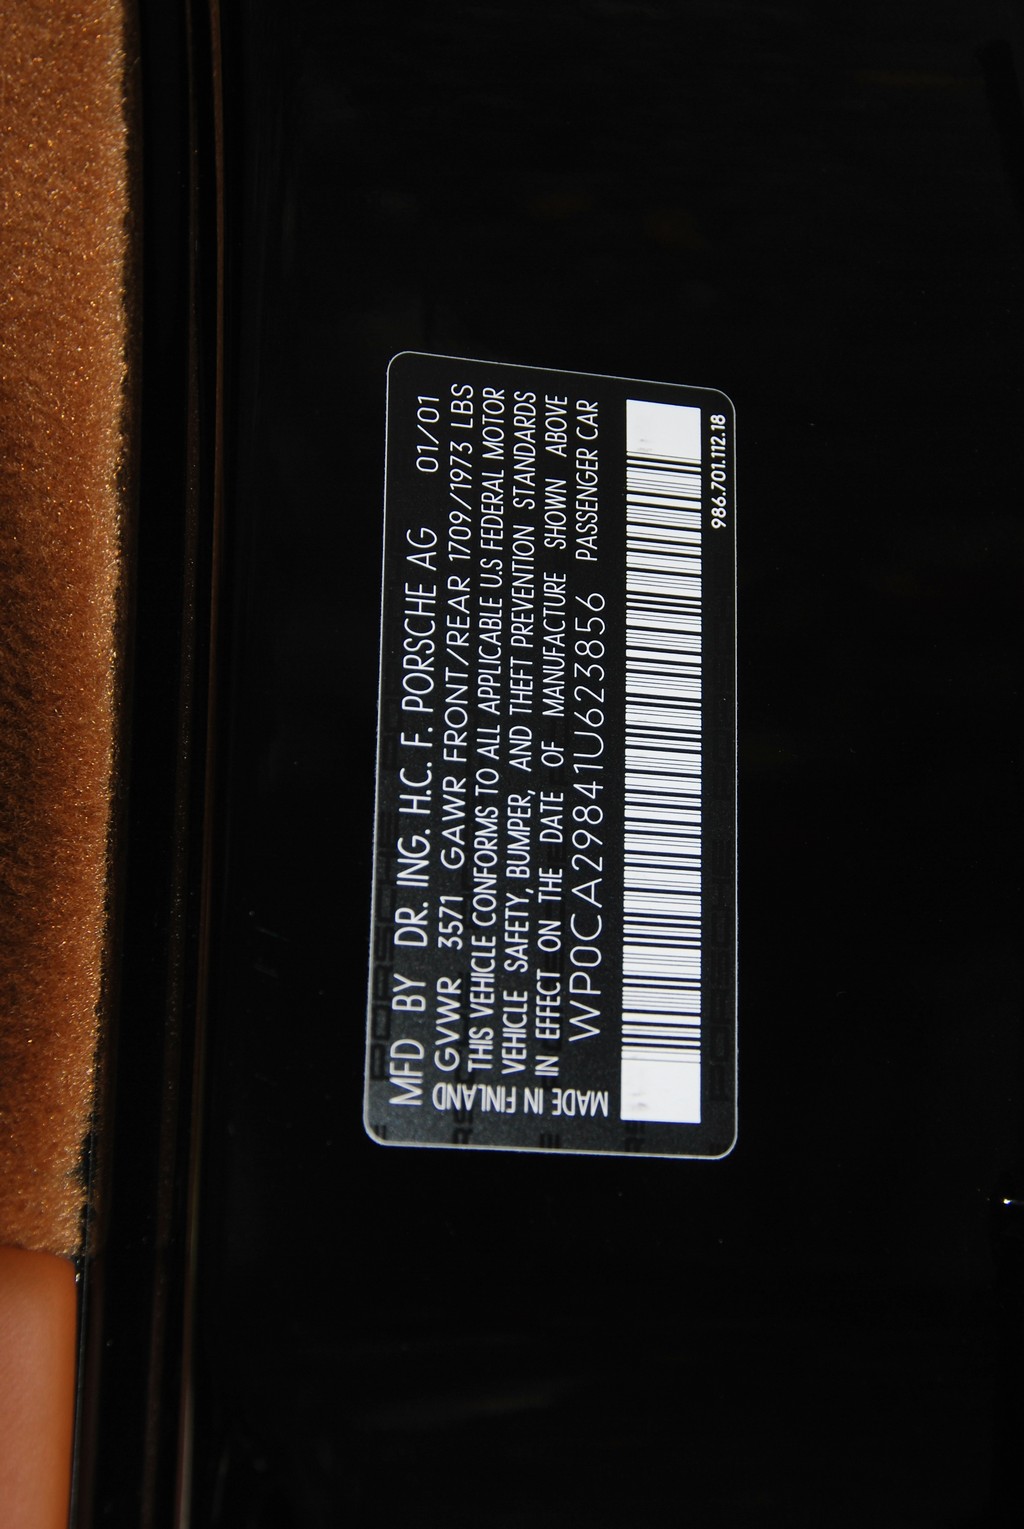 MFD BY DR. ING. H.C. F. PORSCHE AG 01/01
GVWR 3571 GAWR FRONT/REAR 1709/1973 LBS
THIS VEHICLE CONFORMS TO ALL APPLICABLE U.S FEDERAL MOTOR
VEHICLE SAFETY, BUMPER, AND THEFT PREVENTION STANDARDS
IN EFFECT ON THE DATE OF MANUFACTURE SHOWN ABOVE
WP0CA29841U623856 PASSENGER CAR
MADE IN FINLAND
986.701.112.18
PORSCHE
PORSCHE